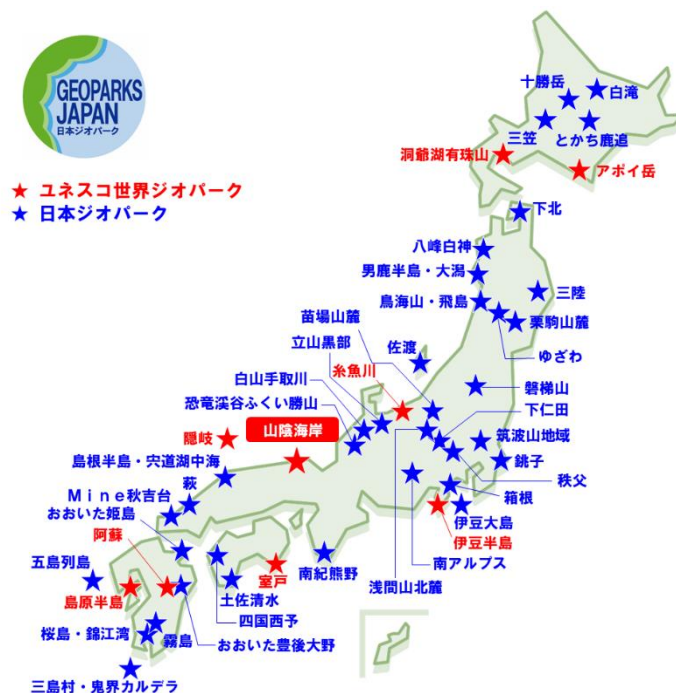 GEOPARKS
JAPAN
日本ジオパーク
★ ユネスコ世界ジオパーク
★ 日本ジオパーク
十勝岳
白滝
三笠
とかち鹿追
洞爺湖有珠山
アポイ岳
下北
八峰白神
男鹿半島・大潟
三陸
鳥海山・飛島
栗駒山麓
苗場山麓
ゆざわ
立山黒部
佐渡
糸魚川
白山手取川
磐梯山
恐竜渓谷ふくい勝山
下仁田
山陰海岸
隠岐
筑波山地域
島根半島・宍道湖中海
銚子
萩
秩父
Mine秋吉台
箱根
おおいた姫島
伊豆大島
阿蘇
伊豆半島
五島列島
南アルプス
室戸
南紀熊野
浅間山北麓
島原半島
土佐清水
四国西予
桜島・錦江湾
霧島
おおいた豊後大野
三島村・鬼界カルデラ